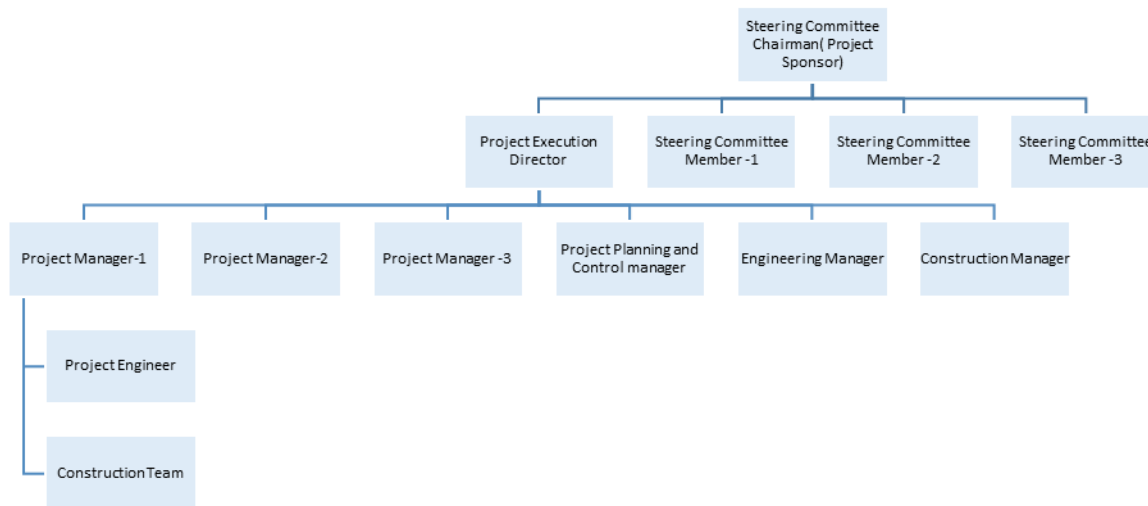 Steering Committee
Chairman( Project
Sponsor)
Project Execution
Director
Steering Committee
Member -1
Steering Committee
Member -2
Steering Committee
Member -3
Project Manager-1
Project Manager-2
Project Manager -3
Project Planning and
Control manager
Engineering Manager
Construction Manager
Project Engineer
Construction Team